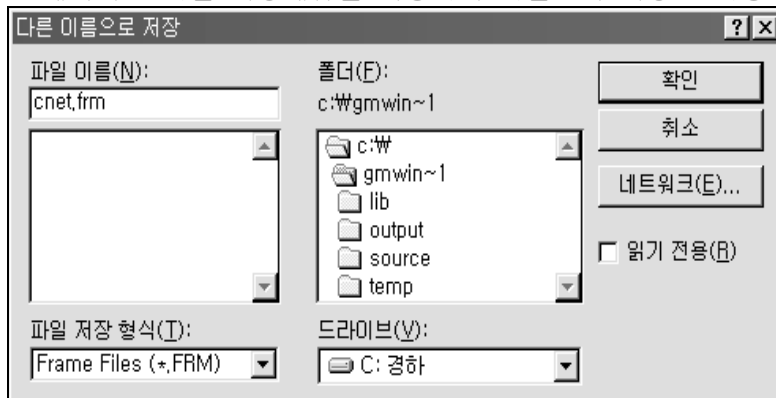 다른 이름으로 저장
파일 이름(N):
cnet,frm
폴더(F):
c:₩gmwin~1
c:₩
gmwin~1
lib
output
source
temp
확인
취소
네트워크(E)...
읽기 전용(R)
파일 저장 형식(T):
Frame Files (*,FRM)
드라이브(V):
C: 경하